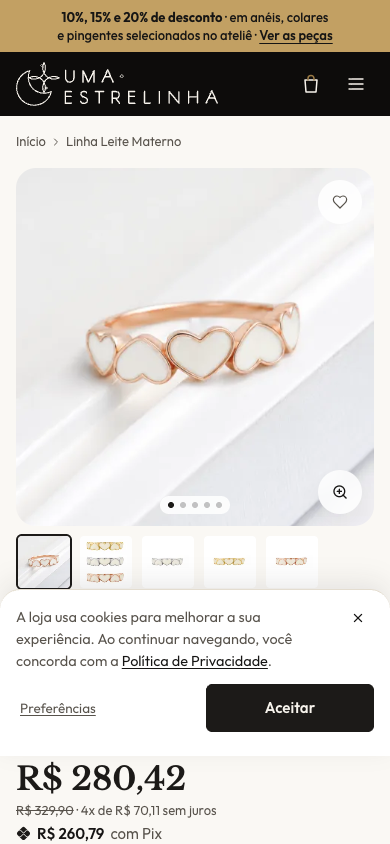 10%, 15% e 20% de desconto · em anéis, colares
e pingentes selecionados no ateliê · Ver as peças
UMA
ESTRELINHA
Início > Linha Leite Materno
A loja usa cookies para melhorar a sua
experiência. Ao continuar navegando, você
concorda com a Política de Privacidade.
Preferências
Aceitar
R$ 280,42
R$ 329,90 · 4x de R$ 70,11 sem juros
R$ 260,79 com Pix